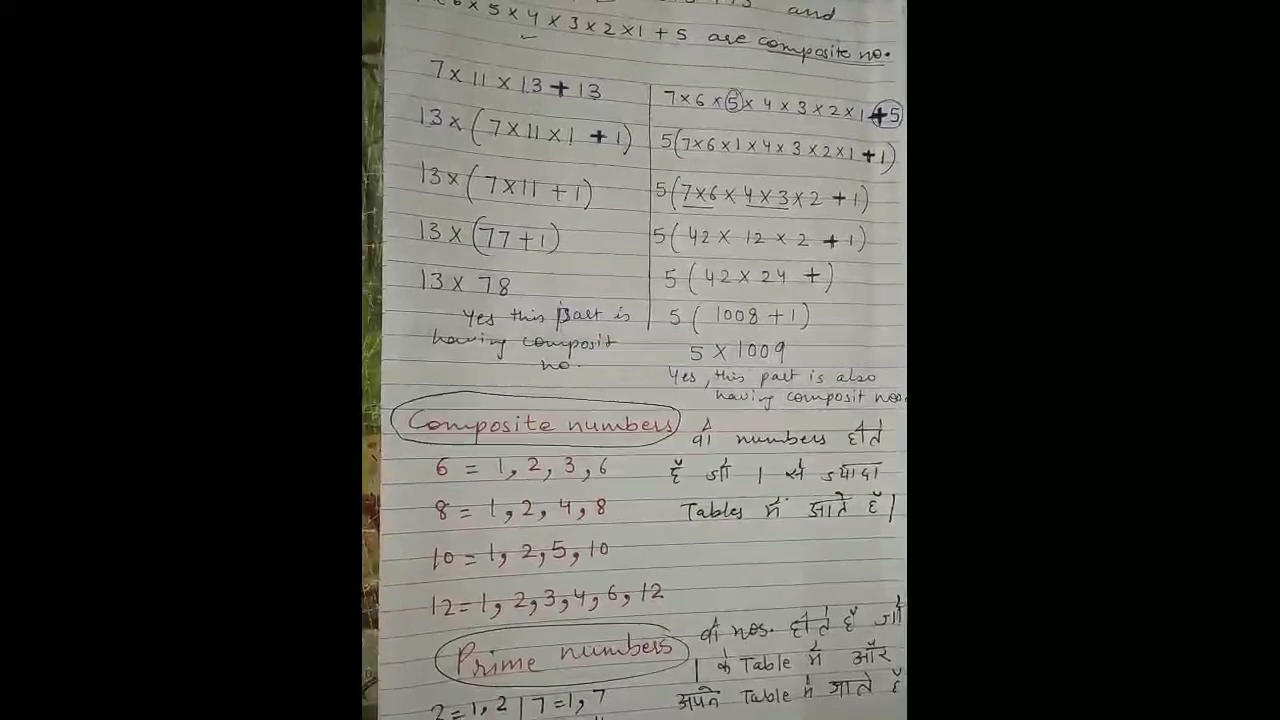 and
6 × 5 × 4 × 3 × 2 × 1 + 5 are composite no.
7 × 11 × 13 + 13
13 × ( 7 × 11 × 1 + 1 )
13 × ( 7 × 11 + 1 )
13 × ( 77 + 1 )
13 × 78
Yes this part is
having composit
no.
7 × 6 × 5 × 4 × 3 × 2 × 1 + 5
5 ( 7 × 6 × 1 × 4 × 3 × 2 × 1 + 1 )
5 ( 7 × 6 × 4 × 3 × 2 + 1 )
5 ( 42 × 12 × 2 + 1 )
5 ( 42 × 24 + )
5 ( 1008 + 1 )
5 × 1009
Yes, this part is also
having composit nos.
Composite numbers वो numbers होते
6 = 1, 2, 3, 6 हैं जो 1 से ज्यादा
8 = 1, 2, 4, 8 Tables में आते हैं।
10 = 1, 2, 5, 10
12 = 1, 2, 3, 4, 6, 12
Prime numbers वो nos. होते हैं जो
1 के Table में और
2 = 1, 2 | 7 = 1, 7 अपने Table में आते हैं